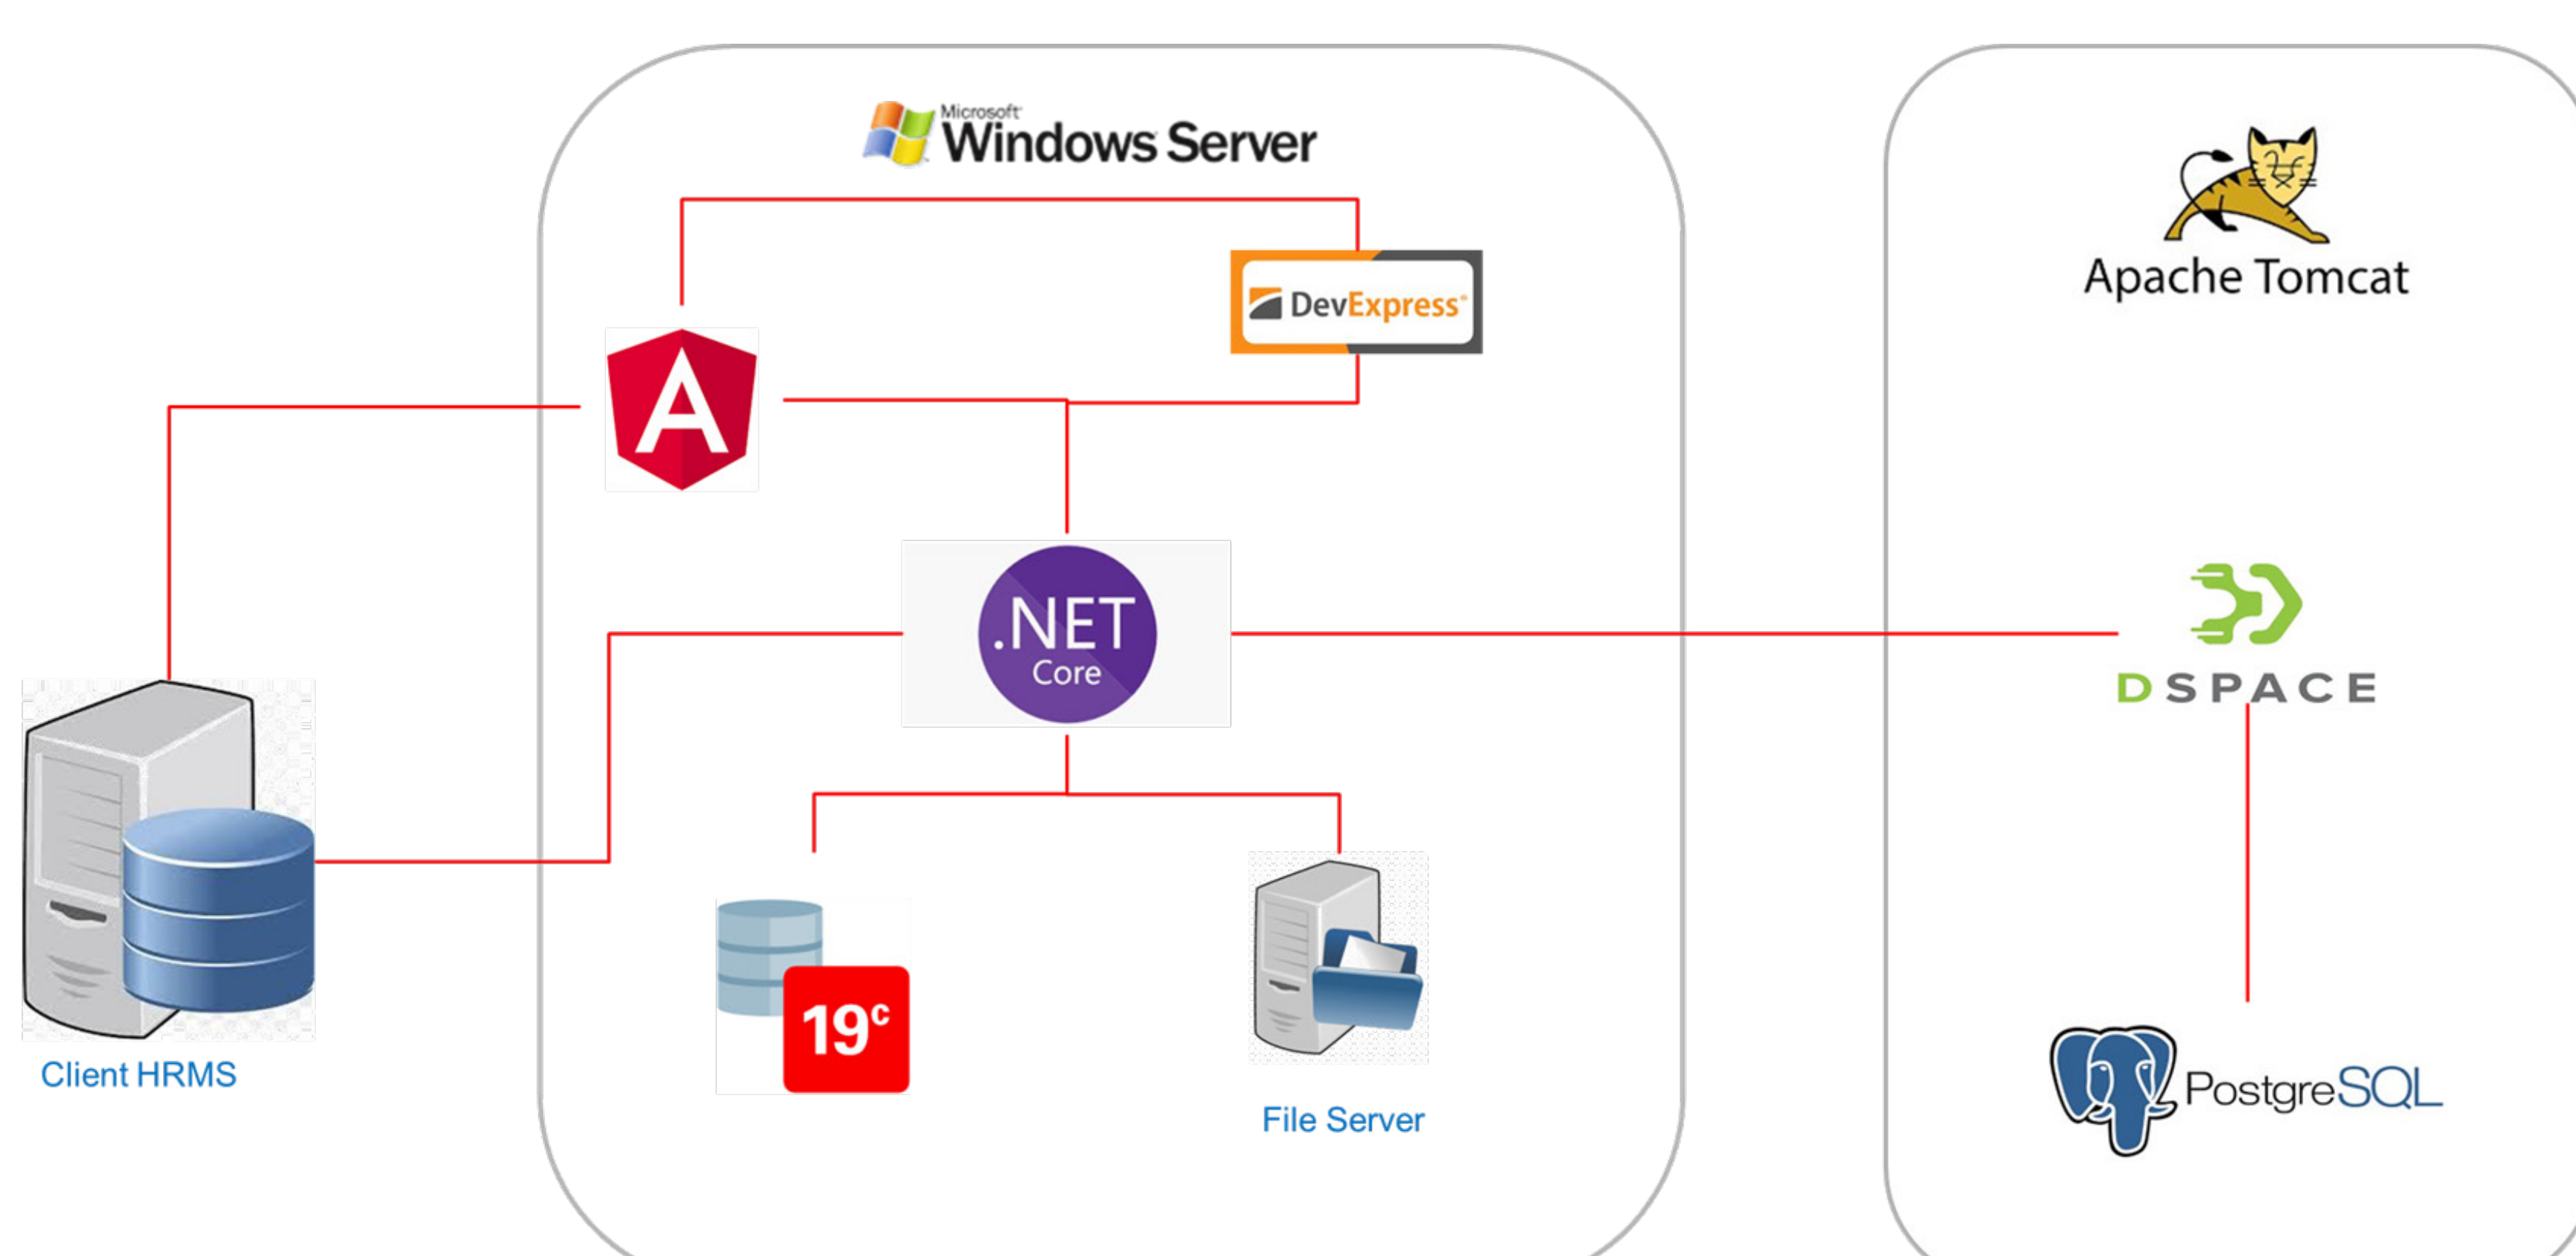 Microsoft
Windows Server
DevExpress
A
.NET
Core
19c
Client HRMS
File Server
Apache Tomcat
DSPACE
PostgreSQL